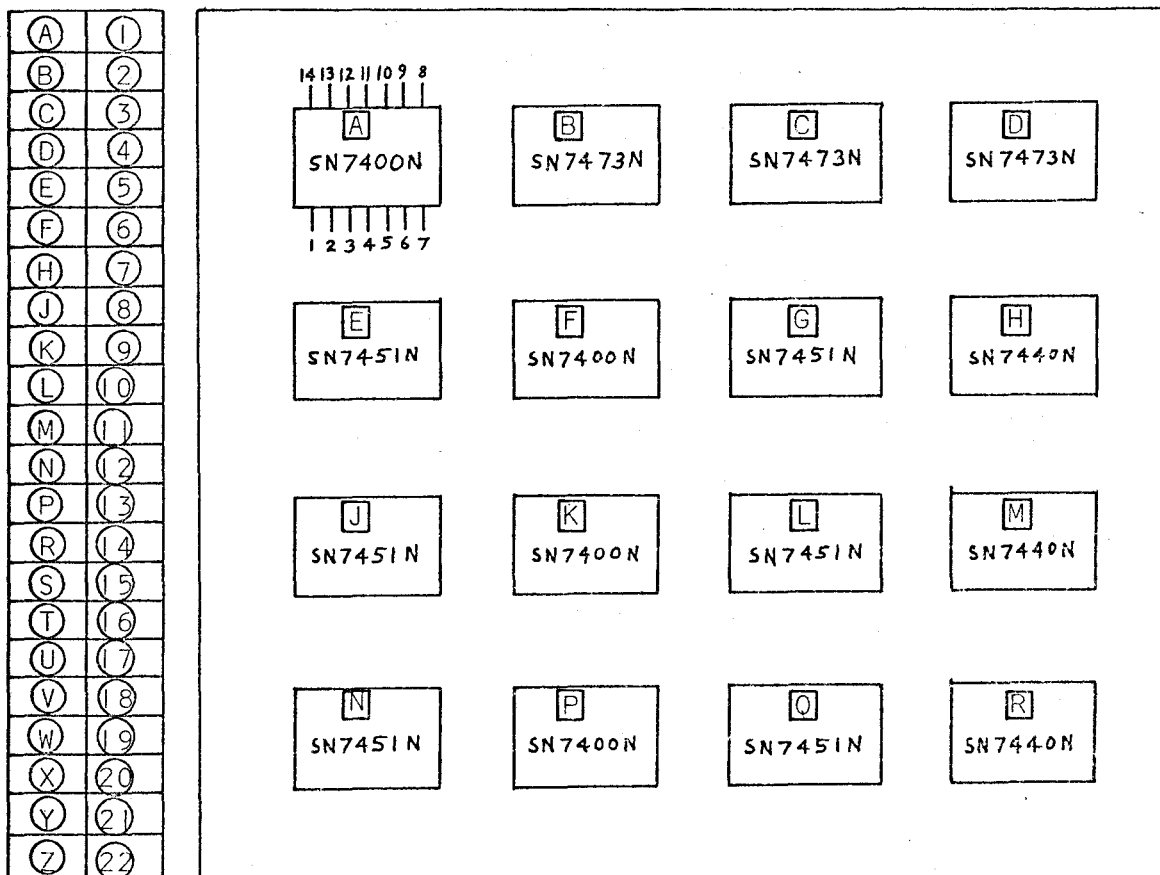 A 1
B 2
C 3
D 4
E 5
F 6
H 7
J 8
K 9
L 10
M 11
N 12
P 13
R 14
S 15
T 16
U 17
V 18
W 19
X 20
Y 21
Z 22
14 13 12 11 10 9 8
A
SN7400N
1 2 3 4 5 6 7
B
SN7473N
C
SN7473N
D
SN7473N
E
SN7451N
F
SN7400N
G
SN7451N
H
SN7440N
J
SN7451N
K
SN7400N
L
SN7451N
M
SN7440N
N
SN7451N
P
SN7400N
Q
SN7451N
R
SN7440N